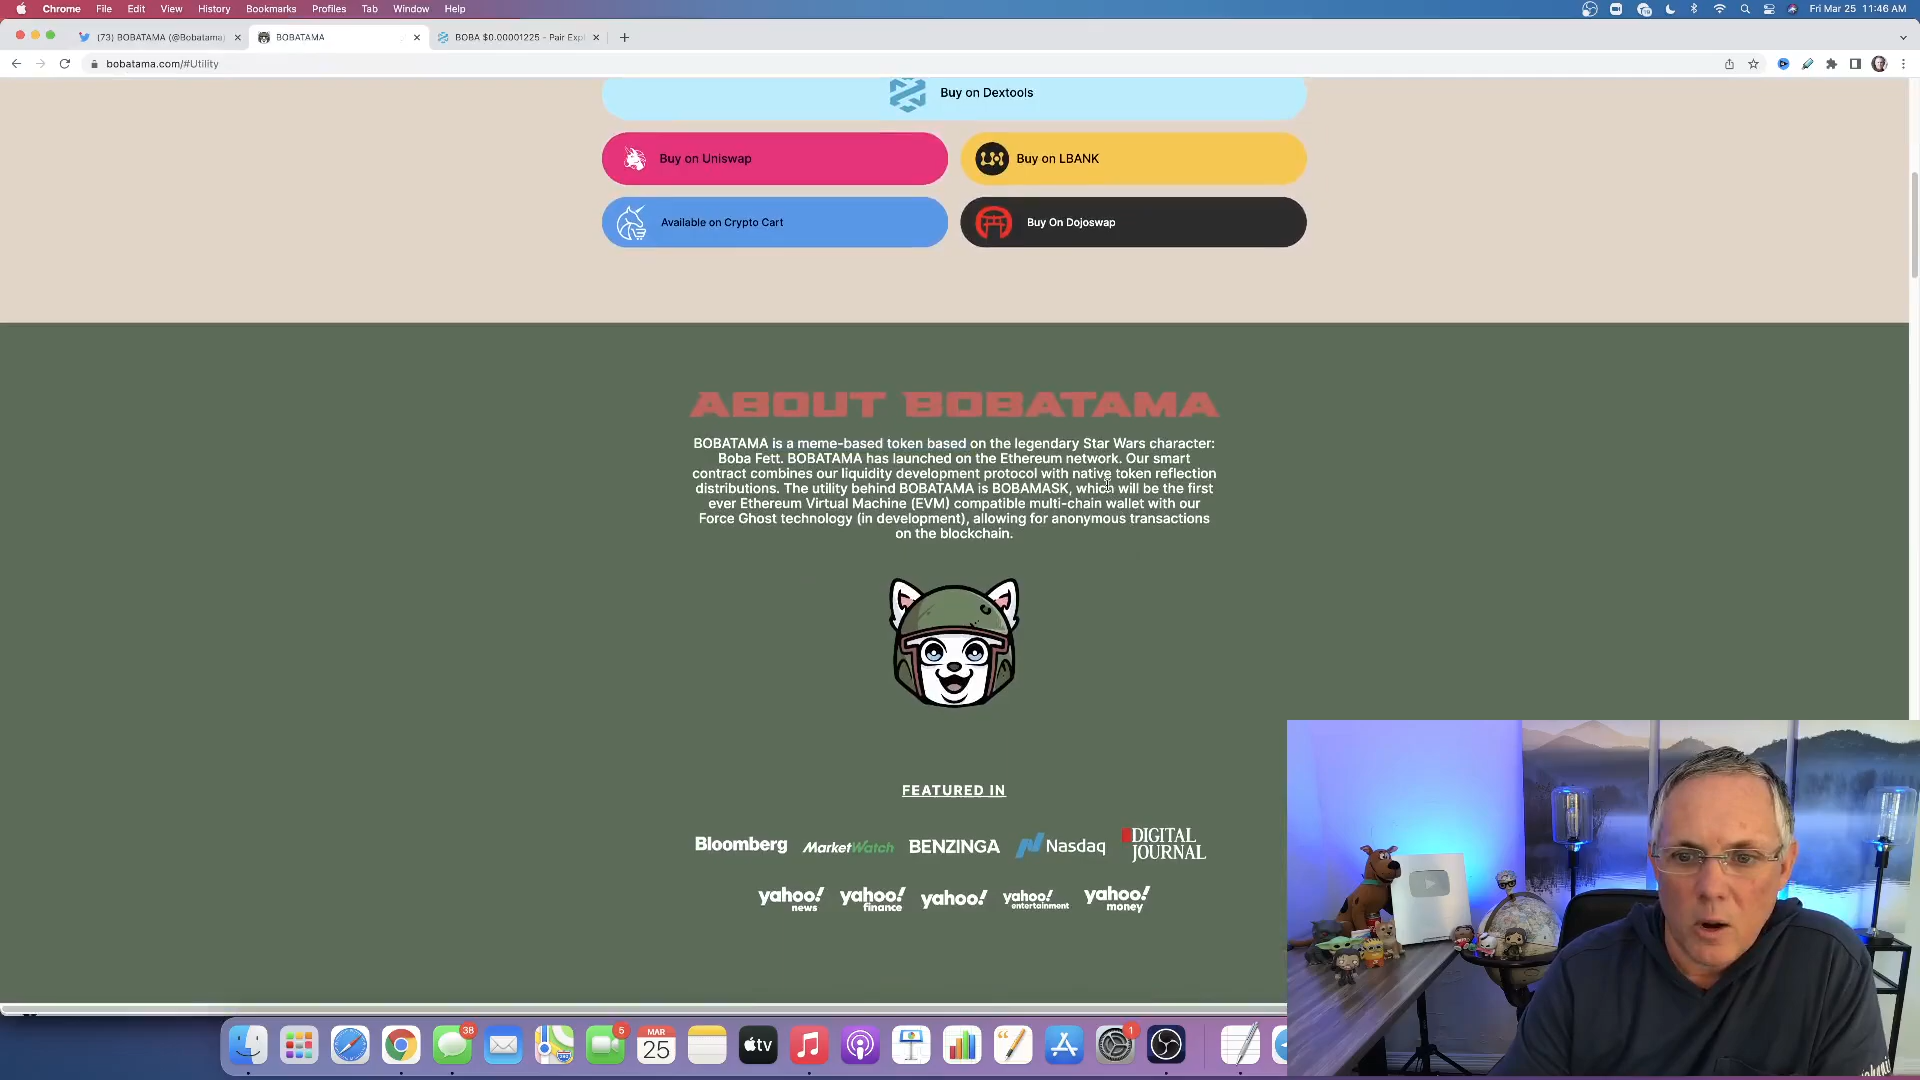 Chrome File Edit View History Bookmarks Profiles Tab Window Help
Fri Mar 25 11:46 AM
(73) BOBATAMA (@Bobatama)
BOBATAMA
BOBA $0.00001225 - Pair Exp
bobatama.com/#Utility
Buy on Dextools
Buy on Uniswap
Buy on LBANK
Available on Crypto Cart
Buy On Dojoswap
ABOUT BOBATAMA
BOBATAMA is a meme-based token based on the legendary Star Wars character:
Boba Fett. BOBATAMA has launched on the Ethereum network. Our smart
contract combines our liquidity development protocol with native token reflection
distributions. The utility behind BOBATAMA is BOBAMASK, which will be the first
ever Ethereum Virtual Machine (EVM) compatible multi-chain wallet with our
Force Ghost technology (in development), allowing for anonymous transactions
on the blockchain.
FEATURED IN
Bloomberg MarketWatch BENZINGA Nasdaq DIGITAL JOURNAL
yahoo! news yahoo! finance yahoo! yahoo! entertainment yahoo! money
38
5
MAR
25
tv
1